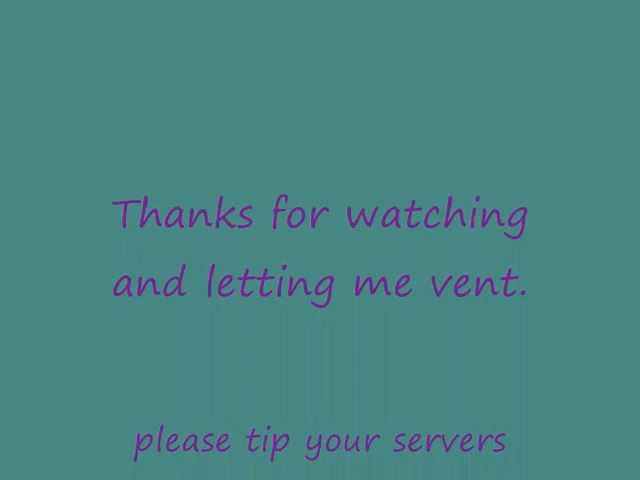 Thanks for watching
and letting me vent.
please tip your servers